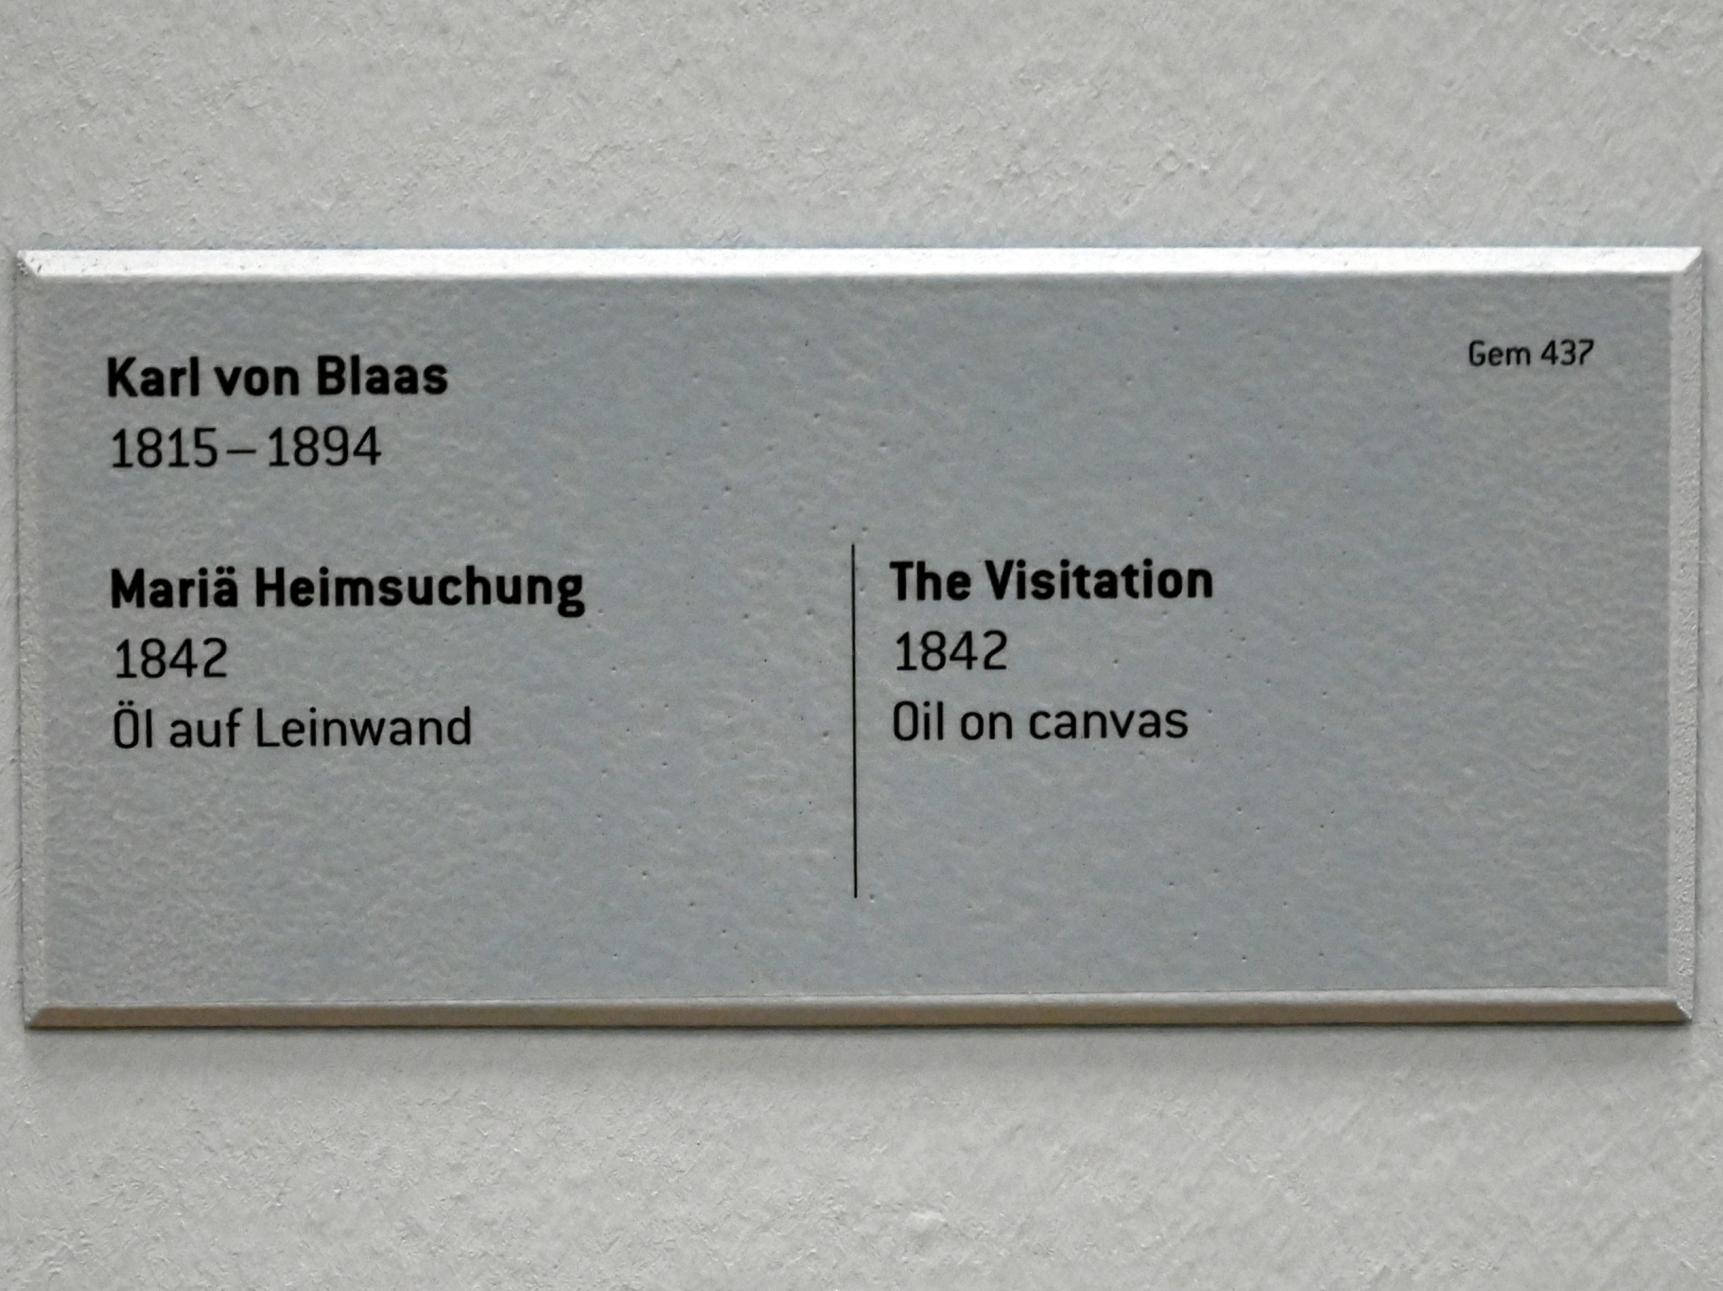 Karl von Blaas
1815 – 1894
Gem 437
Mariä Heimsuchung
1842
Öl auf Leinwand
The Visitation
1842
Oil on canvas